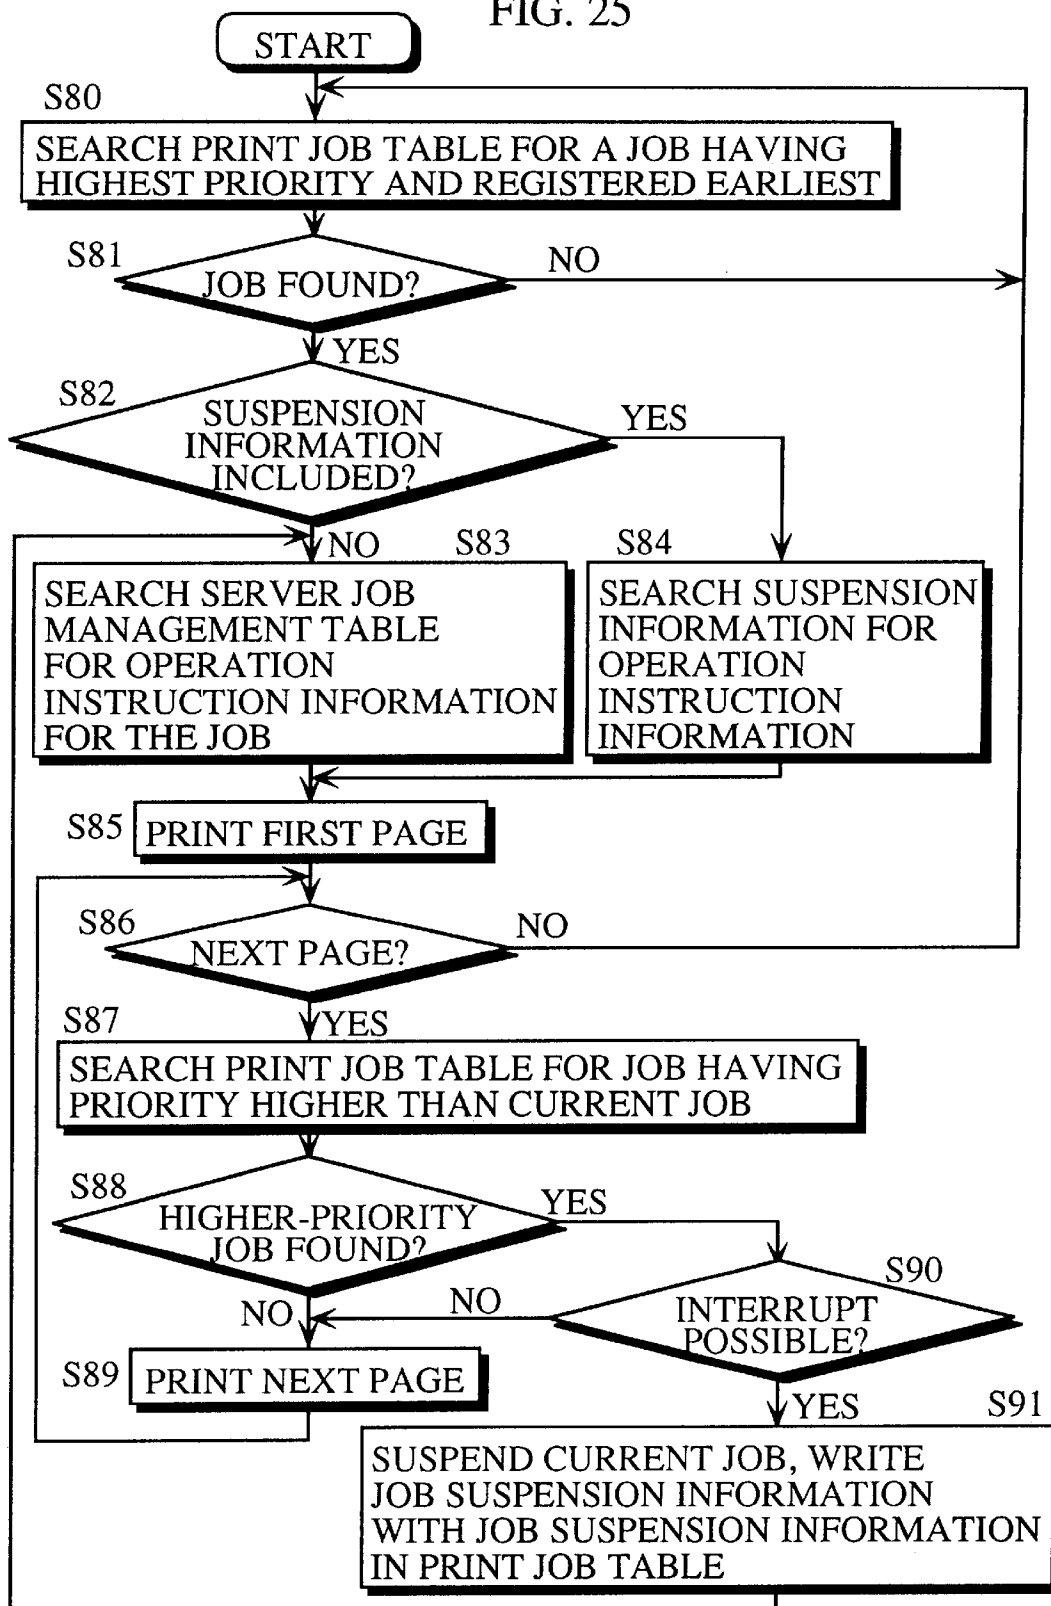 FIG. 25
START
S80
SEARCH PRINT JOB TABLE FOR A JOB HAVING
HIGHEST PRIORITY AND REGISTERED EARLIEST
S81
JOB FOUND?
NO
YES
S82
SUSPENSION
INFORMATION
INCLUDED?
YES
NO
S83
SEARCH SERVER JOB
MANAGEMENT TABLE
FOR OPERATION
INSTRUCTION INFORMATION
FOR THE JOB
S84
SEARCH SUSPENSION
INFORMATION FOR
OPERATION
INSTRUCTION
INFORMATION
S85
PRINT FIRST PAGE
S86
NEXT PAGE?
NO
YES
S87
SEARCH PRINT JOB TABLE FOR JOB HAVING
PRIORITY HIGHER THAN CURRENT JOB
S88
HIGHER-PRIORITY
JOB FOUND?
YES
NO
S90
INTERRUPT
POSSIBLE?
NO
YES
S89
PRINT NEXT PAGE
S91
SUSPEND CURRENT JOB, WRITE
JOB SUSPENSION INFORMATION
WITH JOB SUSPENSION INFORMATION
IN PRINT JOB TABLE